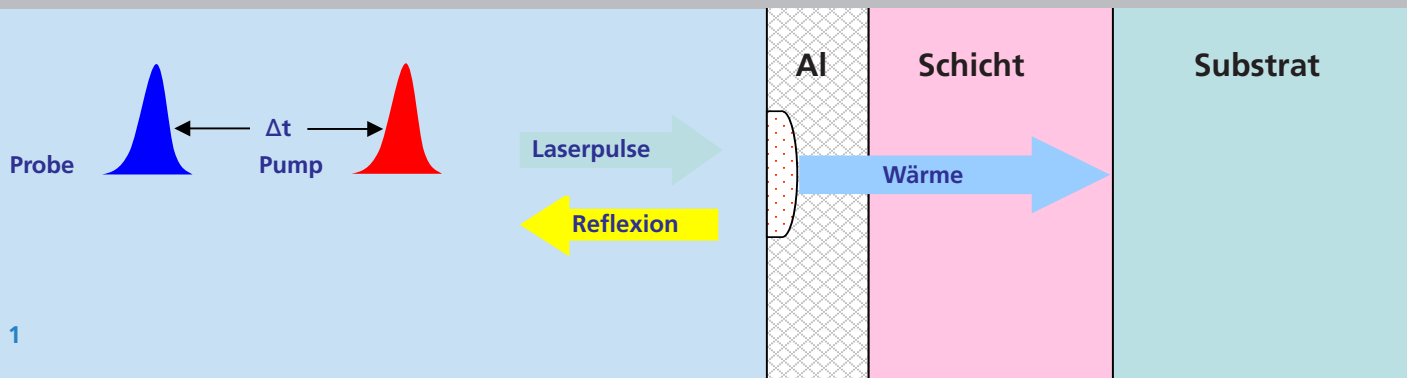 Al
Schicht
Substrat
Δt
Probe
Pump
Laserpulse
Wärme
Reflexion
1